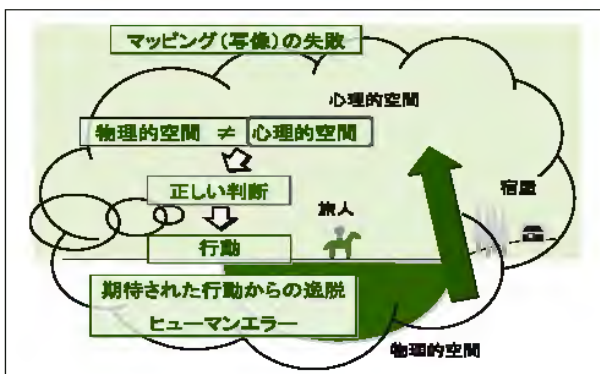 マッピング(写像)の失敗
心理的空間
物理的空間 ≠ 心理的空間
正しい判断
旅人
宿屋
行動
期待された行動からの逸脱
ヒューマンエラー
物理的空間